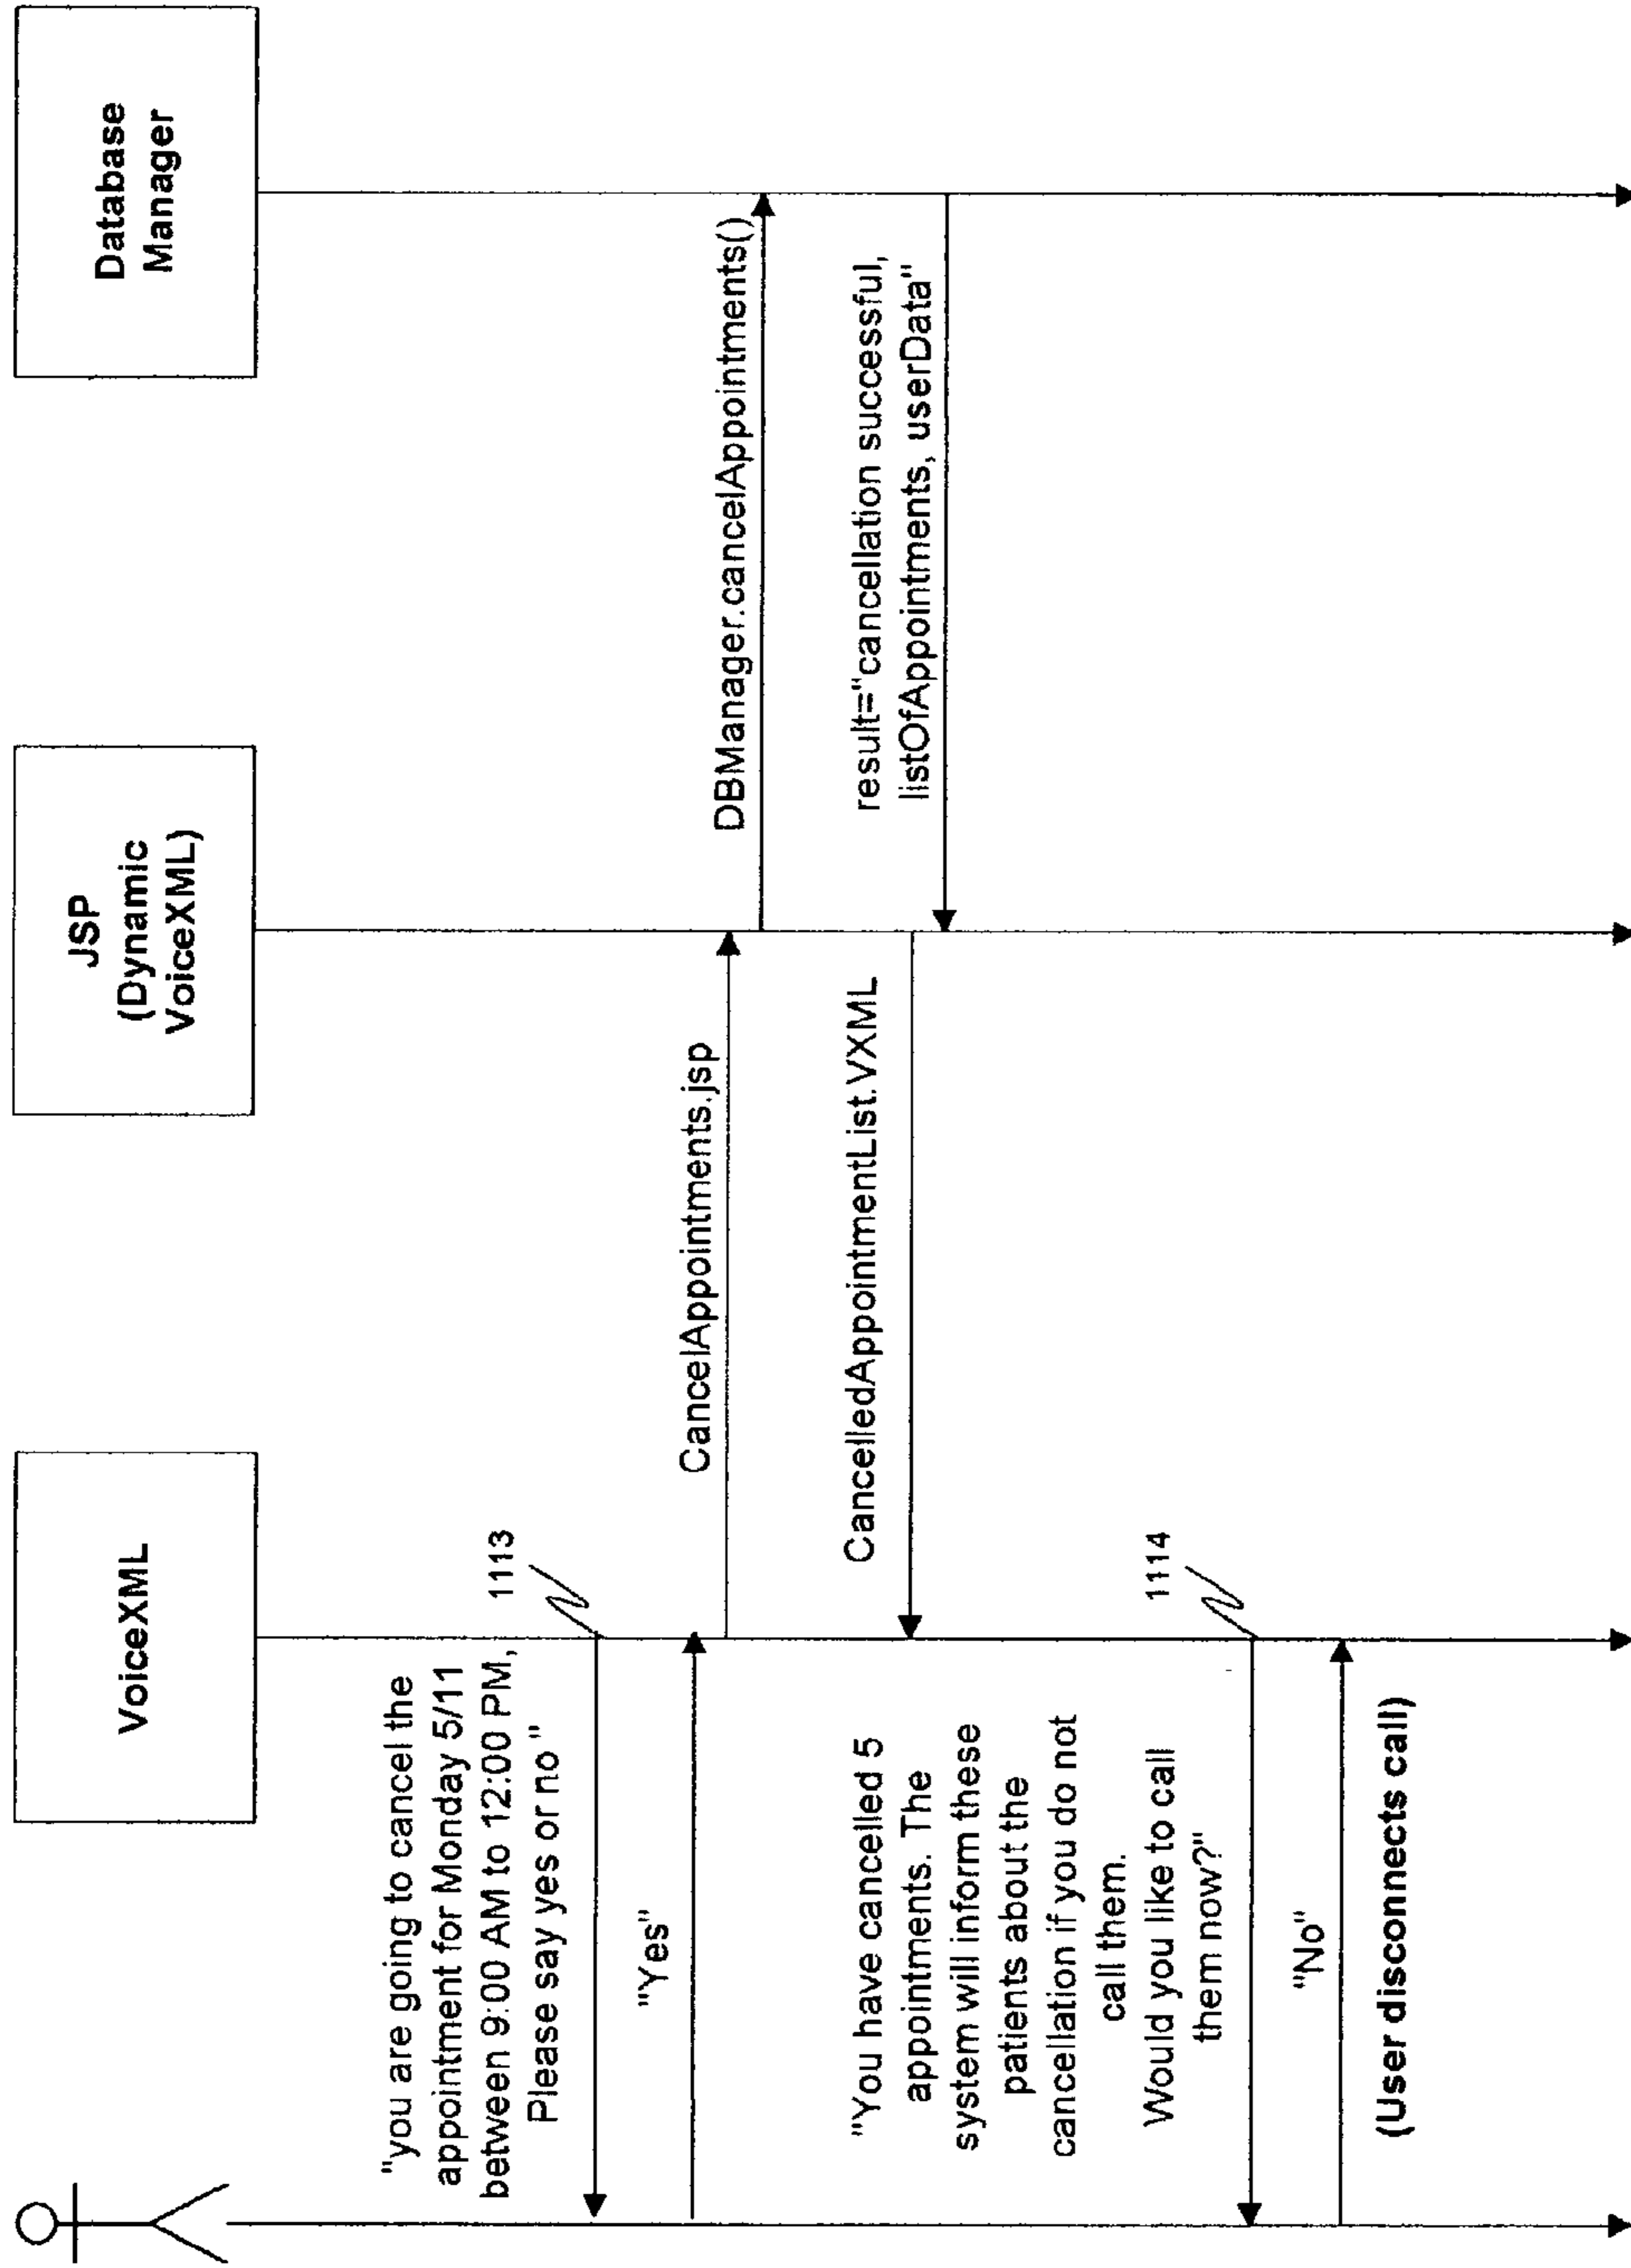 VoiceXML
JSP
(Dynamic
VoiceXML)
Database
Manager
"you are going to cancel the
appointment for Monday 5/11
between 9:00 AM to 12:00 PM,
Please say yes or no"
1113
"Yes"
CancelAppointments.jsp
DBManager.cancelAppointments()
result="cancellation successful,
listOfAppointments, userData"
CancelledAppointmentList.VXML
"You have cancelled 5
appointments. The
system will inform these
patients about the
cancellation if you do not
call them.
Would you like to call
them now?"
1114
"No"
(User disconnects call)